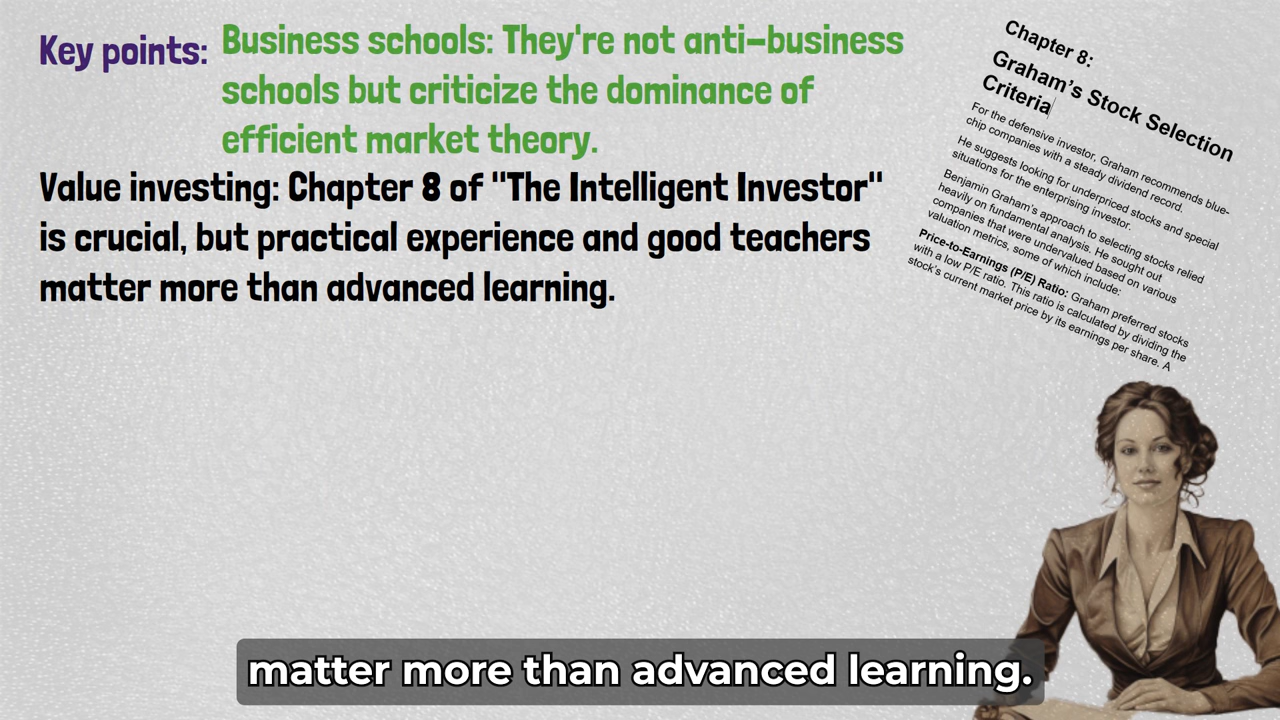 Key points: Business schools: They're not anti-business
schools but criticize the dominance of
efficient market theory.
Value investing: Chapter 8 of "The Intelligent Investor"
is crucial, but practical experience and good teachers
matter more than advanced learning.
Chapter 8:
Graham's Stock Selection
Criteria
For the defensive investor, Graham recommends blue-
chip companies with a steady dividend record.
He suggests looking for underpriced stocks and special
situations for the enterprising investor.
Benjamin Graham's approach to selecting stocks relied
heavily on fundamental analysis. He sought out
companies that were undervalued based on various
valuation metrics, some of which include:
Price-to-Earnings (P/E) Ratio: Graham preferred stocks
with a low P/E ratio. This ratio is calculated by dividing the
stock's current market price by its earnings per share. A
matter more than advanced learning.